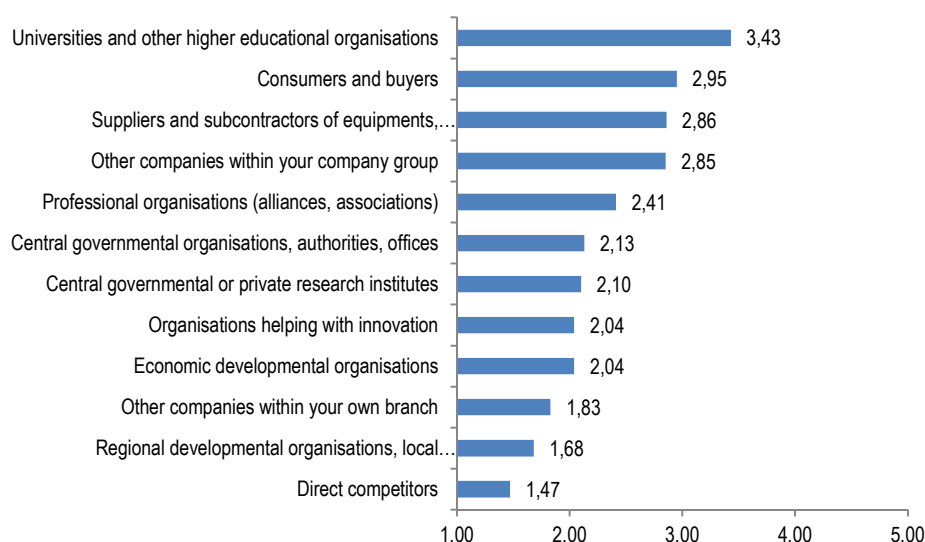 Universities and other higher educational organisations 3,43
Consumers and buyers 2,95
Suppliers and subcontractors of equipments,… 2,86
Other companies within your company group 2,85
Professional organisations (alliances, associations) 2,41
Central governmental organisations, authorities, offices 2,13
Central governmental or private research institutes 2,10
Organisations helping with innovation 2,04
Economic developmental organisations 2,04
Other companies within your own branch 1,83
Regional developmental organisations, local… 1,68
Direct competitors 1,47
1,00 2,00 3,00 4,00 5,00